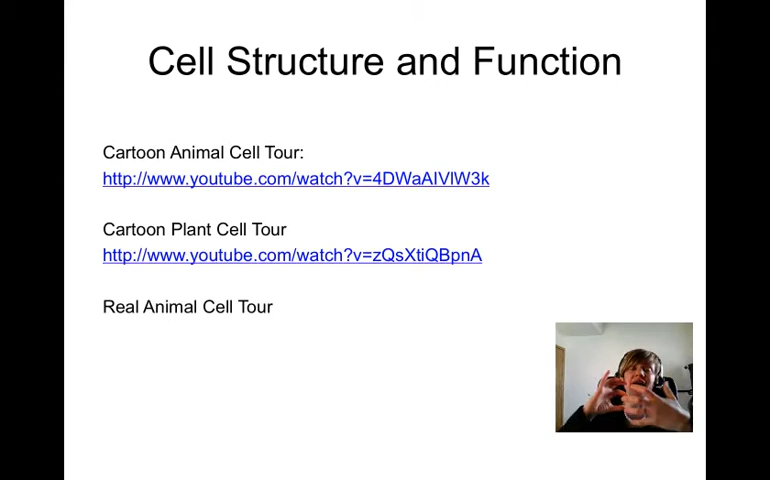 Cell Structure and Function
Cartoon Animal Cell Tour:
http://www.youtube.com/watch?v=4DWaAIVlW3k
Cartoon Plant Cell Tour
http://www.youtube.com/watch?v=zQsXtiQBpnA
Real Animal Cell Tour